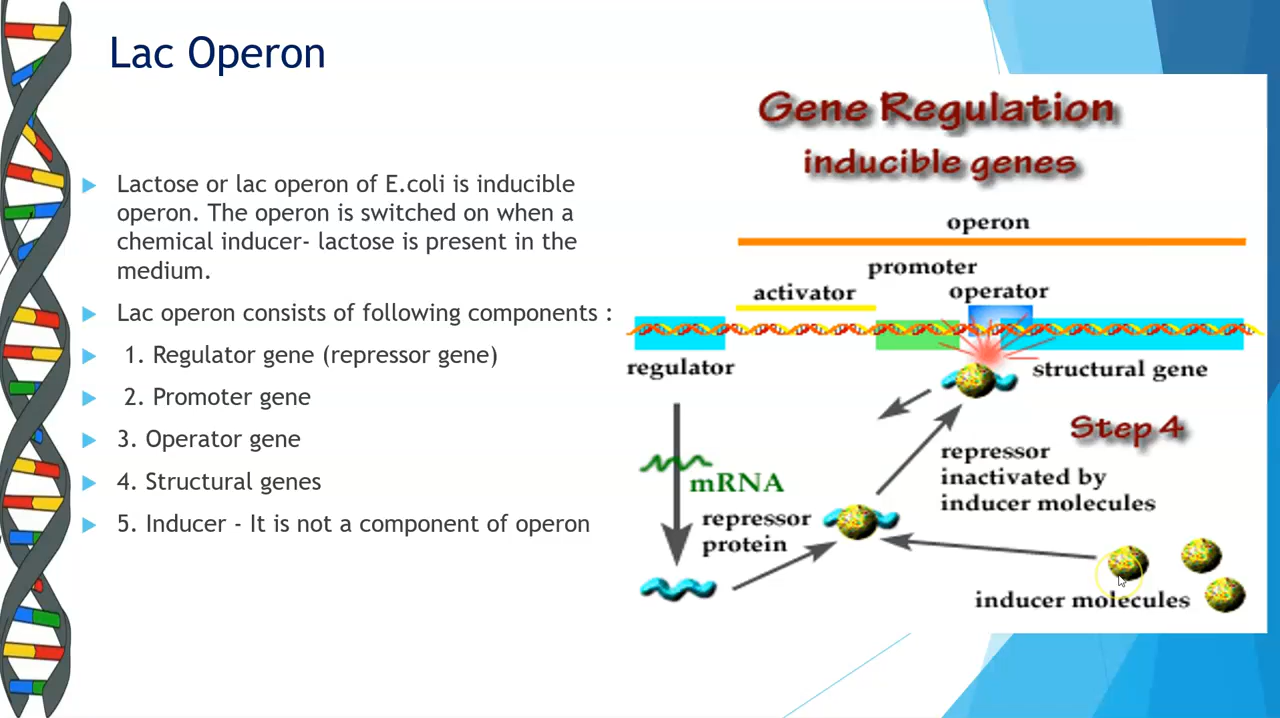 Lac Operon
Lactose or lac operon of E.coli is inducible
operon. The operon is switched on when a
chemical inducer- lactose is present in the
medium.
Lac operon consists of following components :
1. Regulator gene (repressor gene)
2. Promoter gene
3. Operator gene
4. Structural genes
5. Inducer - It is not a component of operon
Gene Regulation
inducible genes
operon
promoter
activator
operator
regulator
structural gene
Step 4
mRNA
repressor
inactivated by
inducer molecules
repressor
protein
inducer molecules